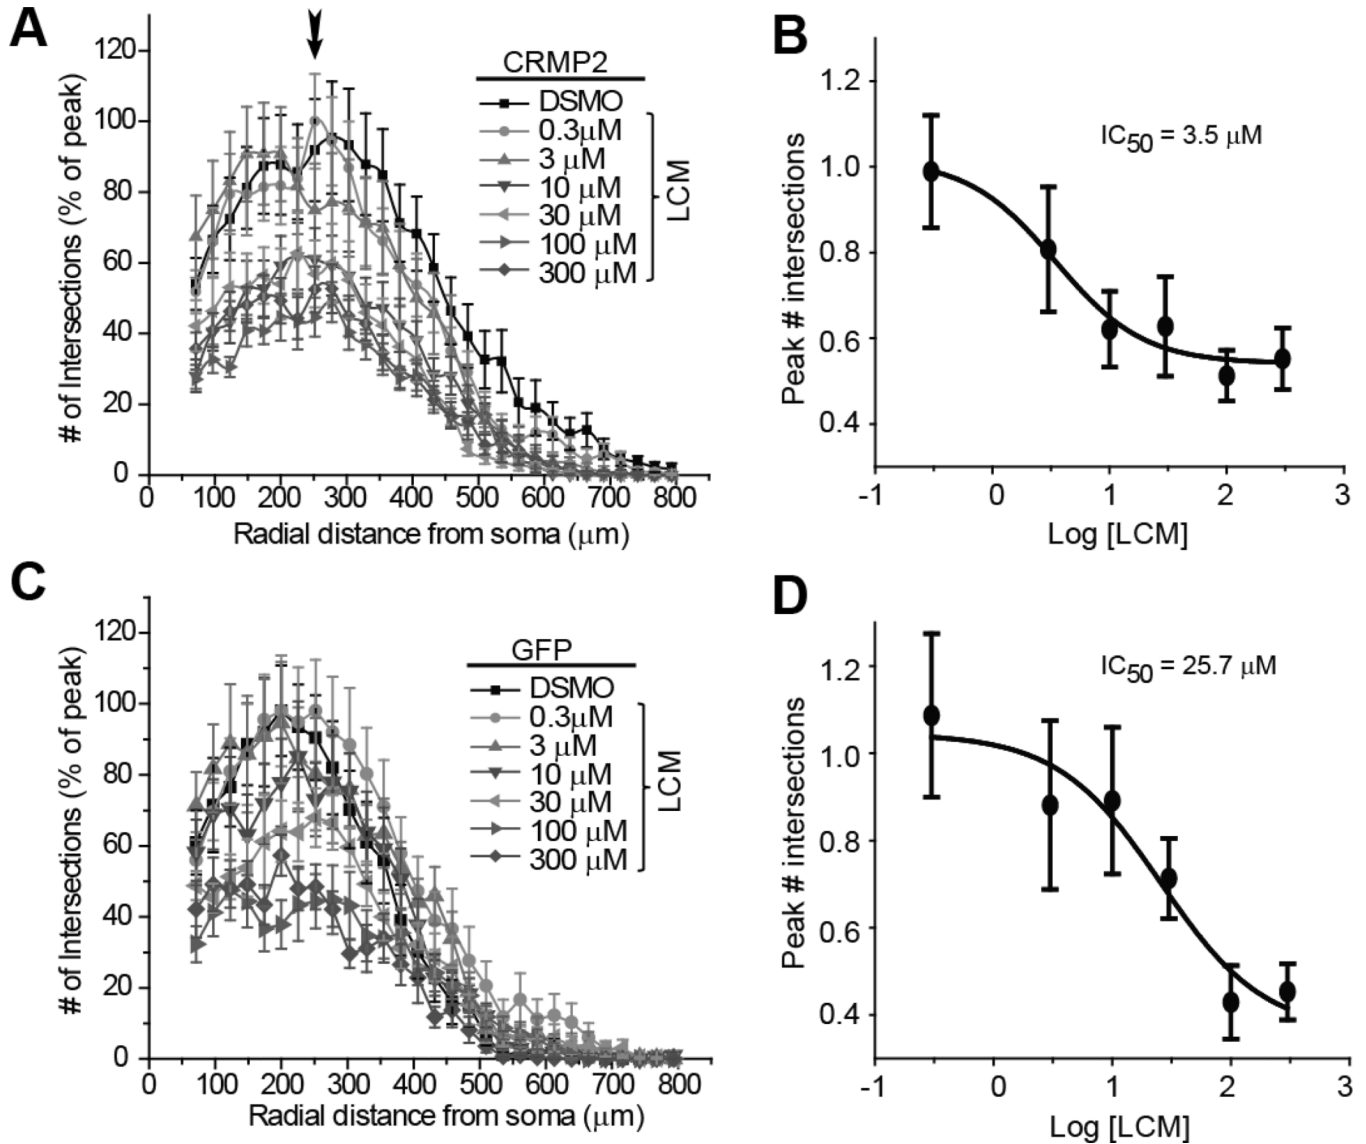 A
# of Intersections (% of peak)
120
100
80
60
40
20
0
0 100 200 300 400 500 600 700 800
Radial distance from soma (μm)
CRMP2
DSMO
0.3μM
3 μM
10 μM
30 μM
100 μM
300 μM
LCM
B
Peak # intersections
1.2
1.0
0.8
0.6
0.4
-1 0 1 2 3
Log [LCM]
IC50 = 3.5 μM
C
# of Intersections (% of peak)
120
100
80
60
40
20
0
0 100 200 300 400 500 600 700 800
Radial distance from soma (μm)
GFP
DSMO
0.3μM
3 μM
10 μM
30 μM
100 μM
300 μM
LCM
D
Peak # intersections
1.2
1.0
0.8
0.6
0.4
-1 0 1 2 3
Log [LCM]
IC50 = 25.7 μM